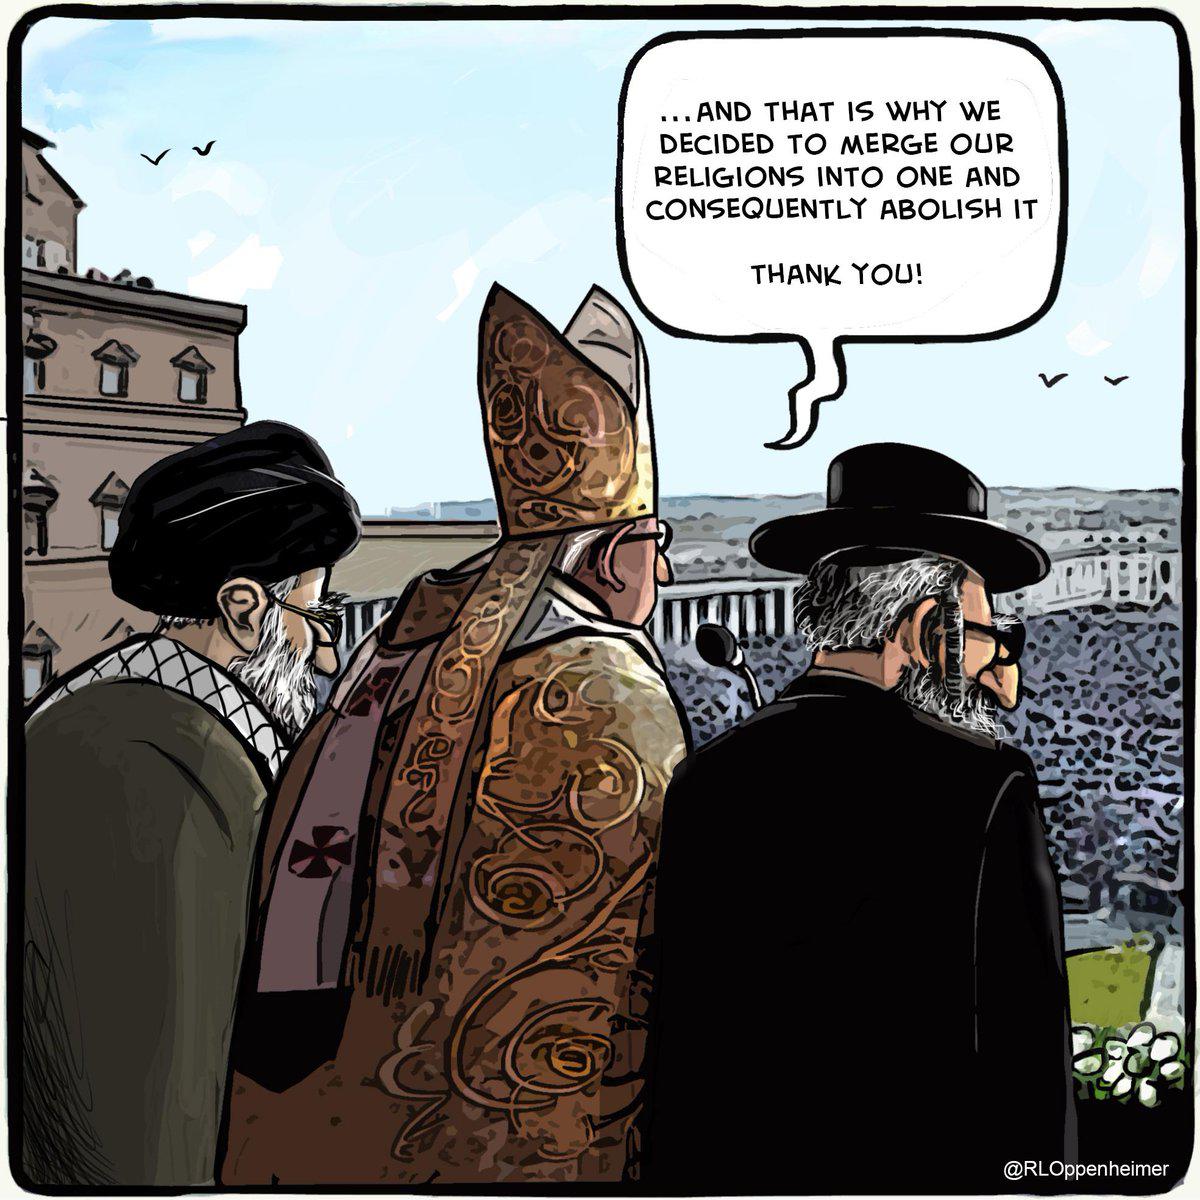 ...AND THAT IS WHY WE
DECIDED TO MERGE OUR
RELIGIONS INTO ONE AND
CONSEQUENTLY ABOLISH IT
THANK YOU!
@RLOppenheimer